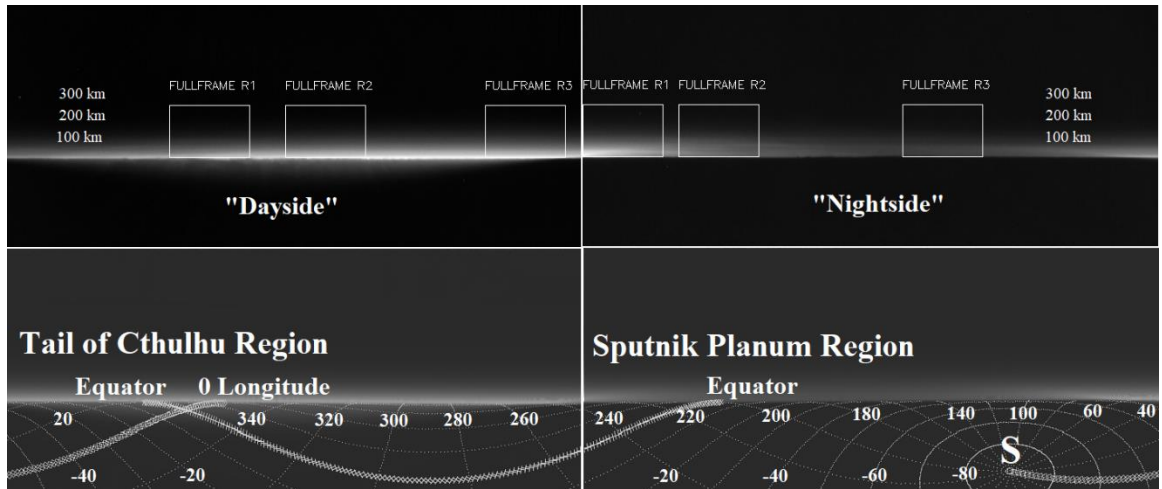 FULLFRAME R1 FULLFRAME R2 FULLFRAME R3
300 km
200 km
100 km
"Dayside"
FULLFRAME R1 FULLFRAME R2 FULLFRAME R3
300 km
200 km
100 km
"Nightside"
Tail of Cthulhu Region
Equator 0 Longitude
20 340 320 300 280 260
-40 -20
Sputnik Planum Region
Equator
240 220 200 180 140 100 60 40
S
-20 -40 -60 -80